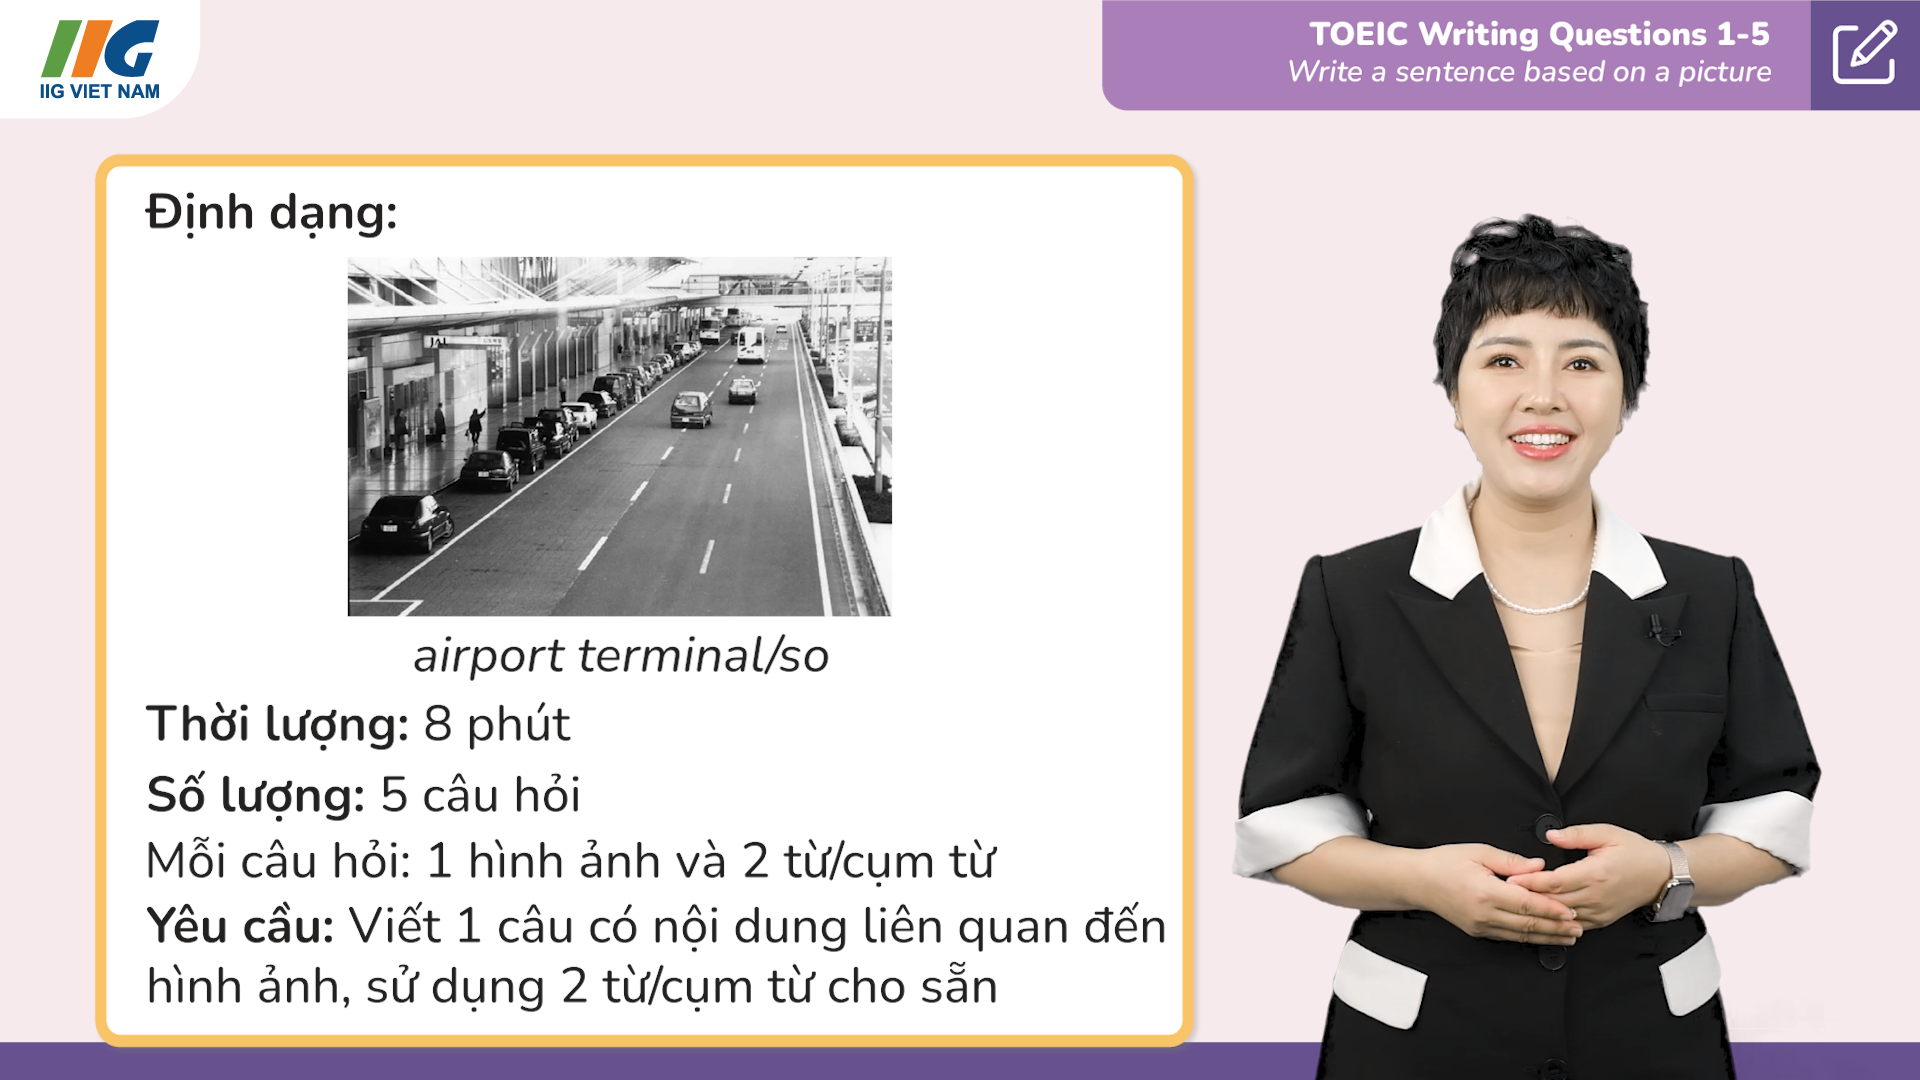 IIG VIET NAM
TOEIC Writing Questions 1-5
Write a sentence based on a picture
Định dạng:
JAL
airport terminal/so
Thời lượng: 8 phút
Số lượng: 5 câu hỏi
Mỗi câu hỏi: 1 hình ảnh và 2 từ/cụm từ
Yêu cầu: Viết 1 câu có nội dung liên quan đến
hình ảnh, sử dụng 2 từ/cụm từ cho sẵn